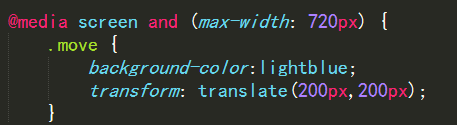 @media screen and (max-width: 720px) {
    .move {
        background-color:lightblue;
        transform: translate(200px,200px);
    }